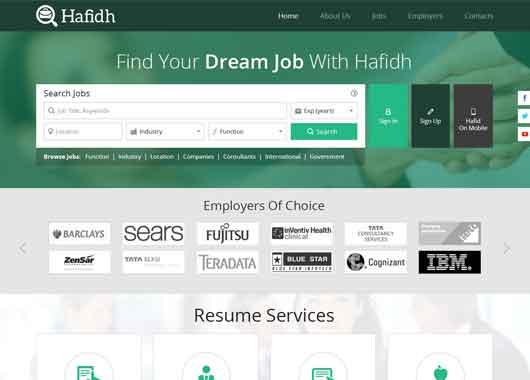 Hafidh
Home About Us Jobs Employers Contacts
Find Your Dream Job With Hafidh
Search Jobs
Job Title, Keywords
Exp (years)
Location
Industry
Function
Search
Sign In
Sign Up
Hafid
On Mobile
Browse Jobs: Function | Industry | Location | Companies | Consultants | International | Government
Employers Of Choice
BARCLAYS
sears
FUJITSU
inVentiv Health
clinical
TATA
CONSULTANCY
SERVICES
ZenSar
TATA ELXSI
TERADATA
BLUE STAR
BLUE STAR INFOTECH
Cognizant
IBM
Resume Services